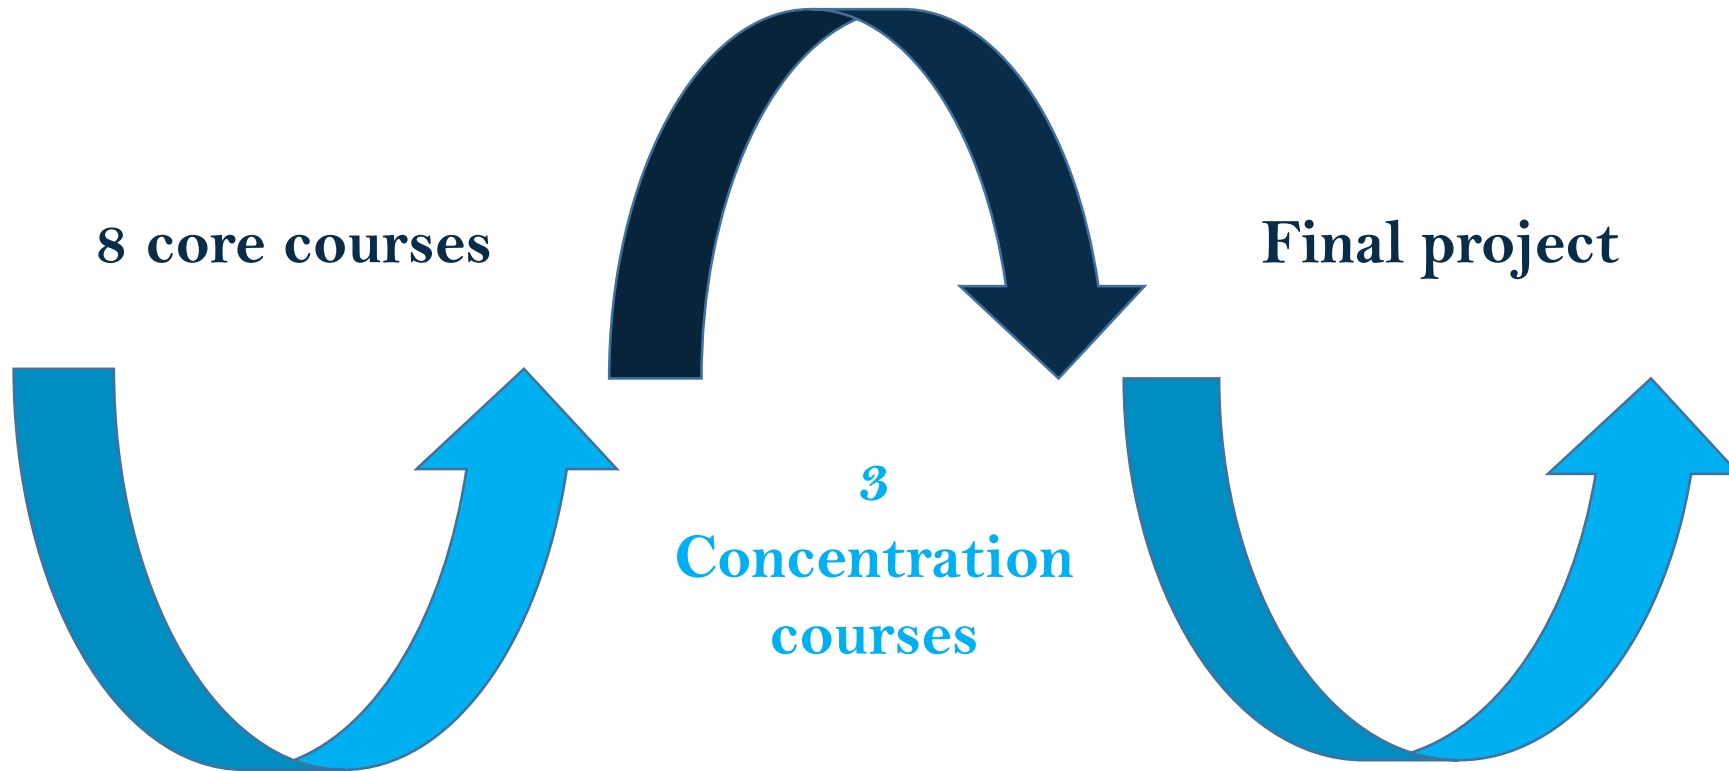 8 core courses
3
Concentration
courses
Final project